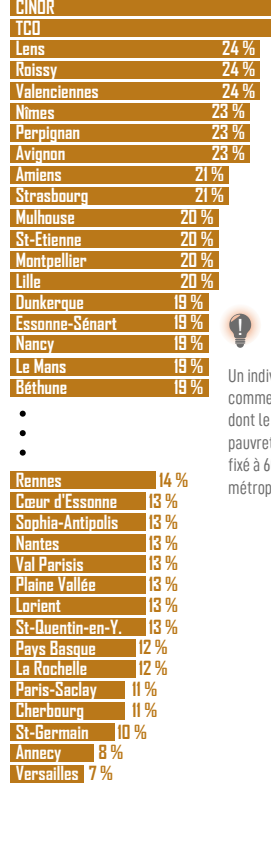 CINOR
TCO
Lens 24 %
Roissy 24 %
Valenciennes 24 %
Nîmes 23 %
Perpignan 23 %
Avignon 23 %
Amiens 21 %
Strasbourg 21 %
Mulhouse 20 %
St-Etienne 20 %
Montpellier 20 %
Lille 20 %
Dunkerque 19 %
Essonne-Sénart 19 %
Nancy 19 %
Le Mans 19 %
Béthune 19 %
Un indiv
comme
dont le
pauvret
fixé à 6
métrop
Rennes 14 %
Cœur d'Essonne 13 %
Sophia-Antipolis 13 %
Nantes 13 %
Val Parisis 13 %
Plaine Vallée 13 %
Lorient 13 %
St-Quentin-en-Y. 13 %
Pays Basque 12 %
La Rochelle 12 %
Paris-Saclay 11 %
Cherbourg 11 %
St-Germain 10 %
Annecy 8 %
Versailles 7 %